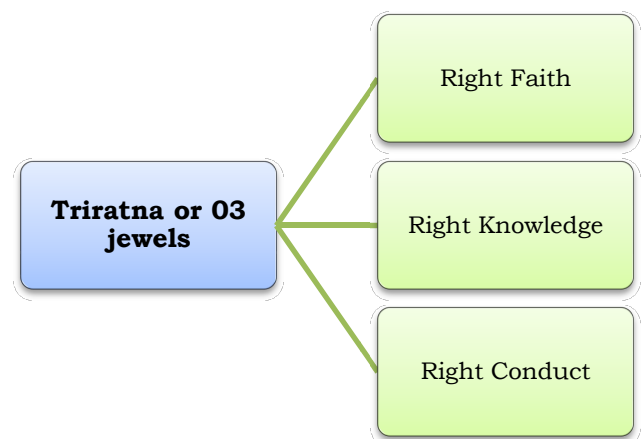 Triratna or 03
jewels
Right Faith
Right Knowledge
Right Conduct